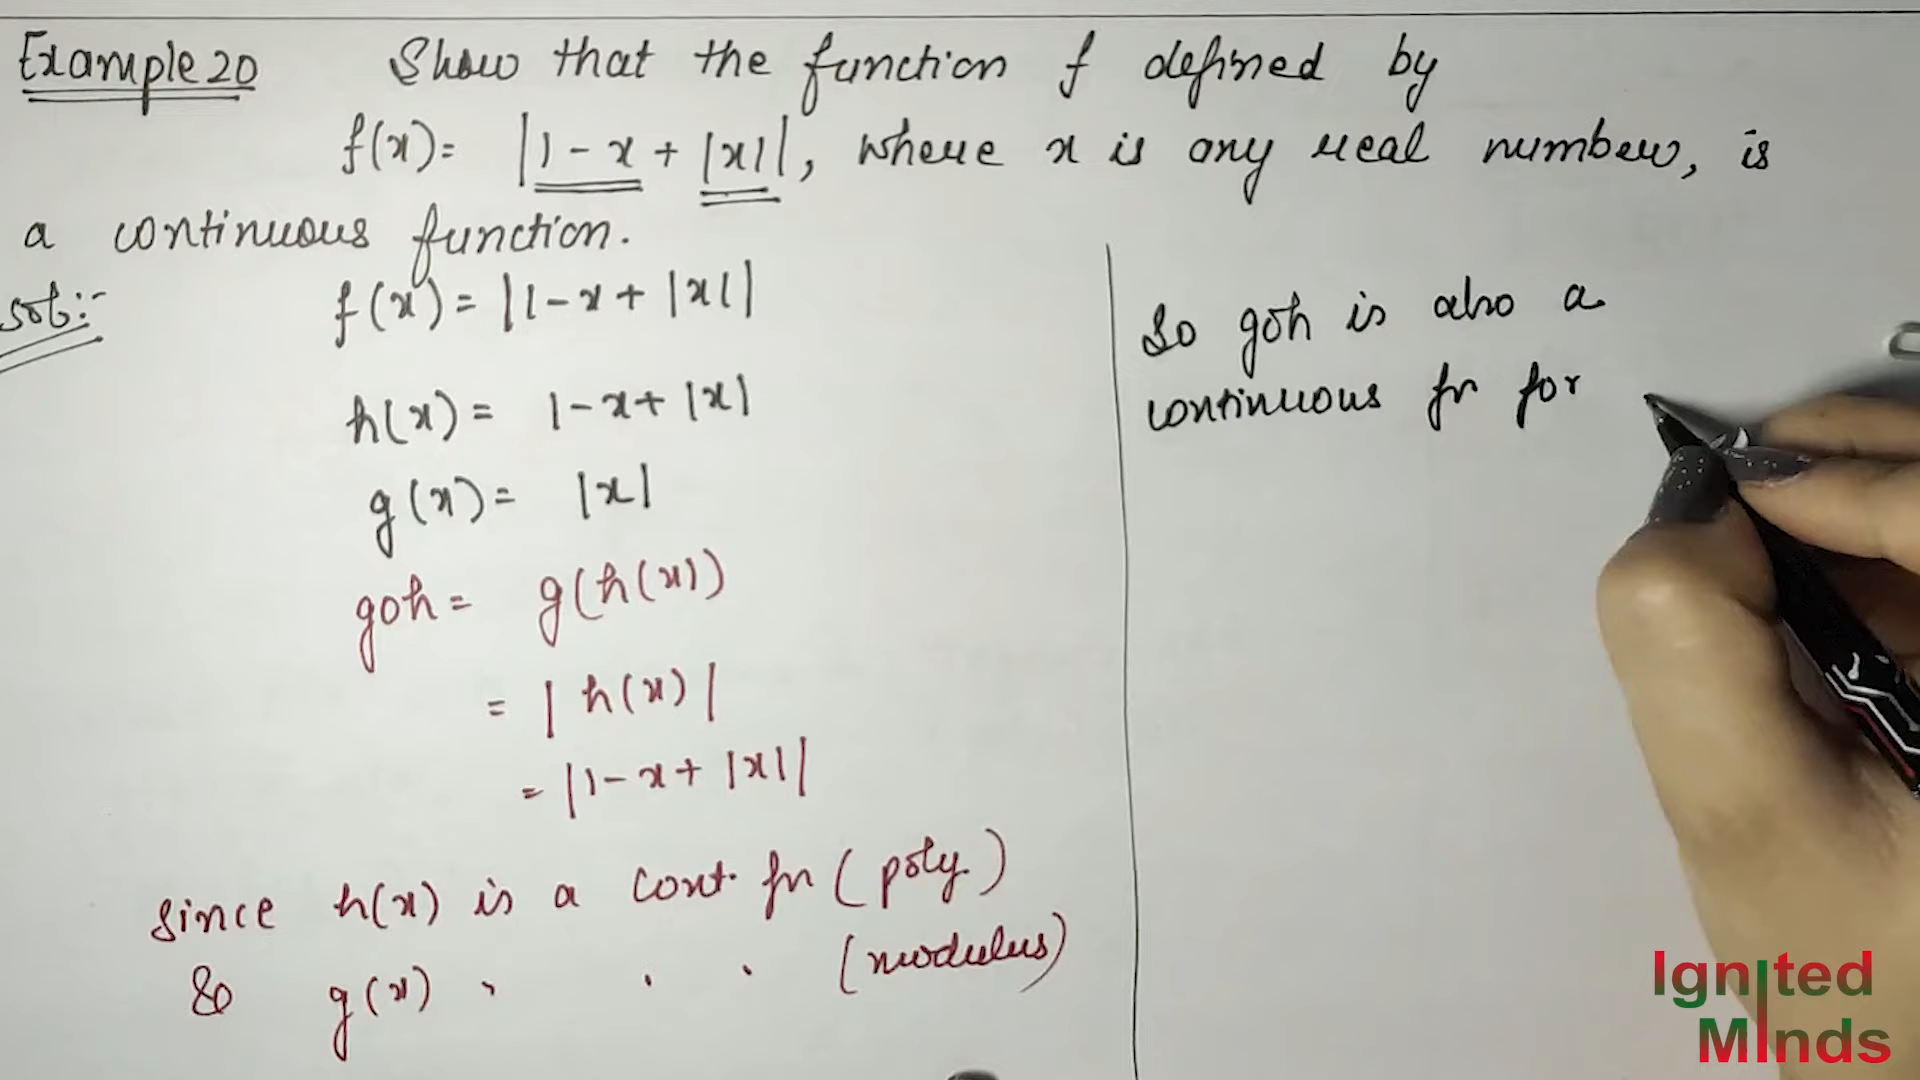 Example 20 Show that the function f defined by
f(x)= |1-x + |x||, where x is any real number, is
a continuous function.
Sol:-
f(x) = |1-x + |x||
h(x) = 1-x + |x|
g(x) = |x|
goh = g(h(x))
= |h(x)|
= |1-x + |x||
Since h(x) is a cont. fn (poly.)
& g(x) " " " (modulus)
So goh is also a
continuous fn for
Ignited
Minds